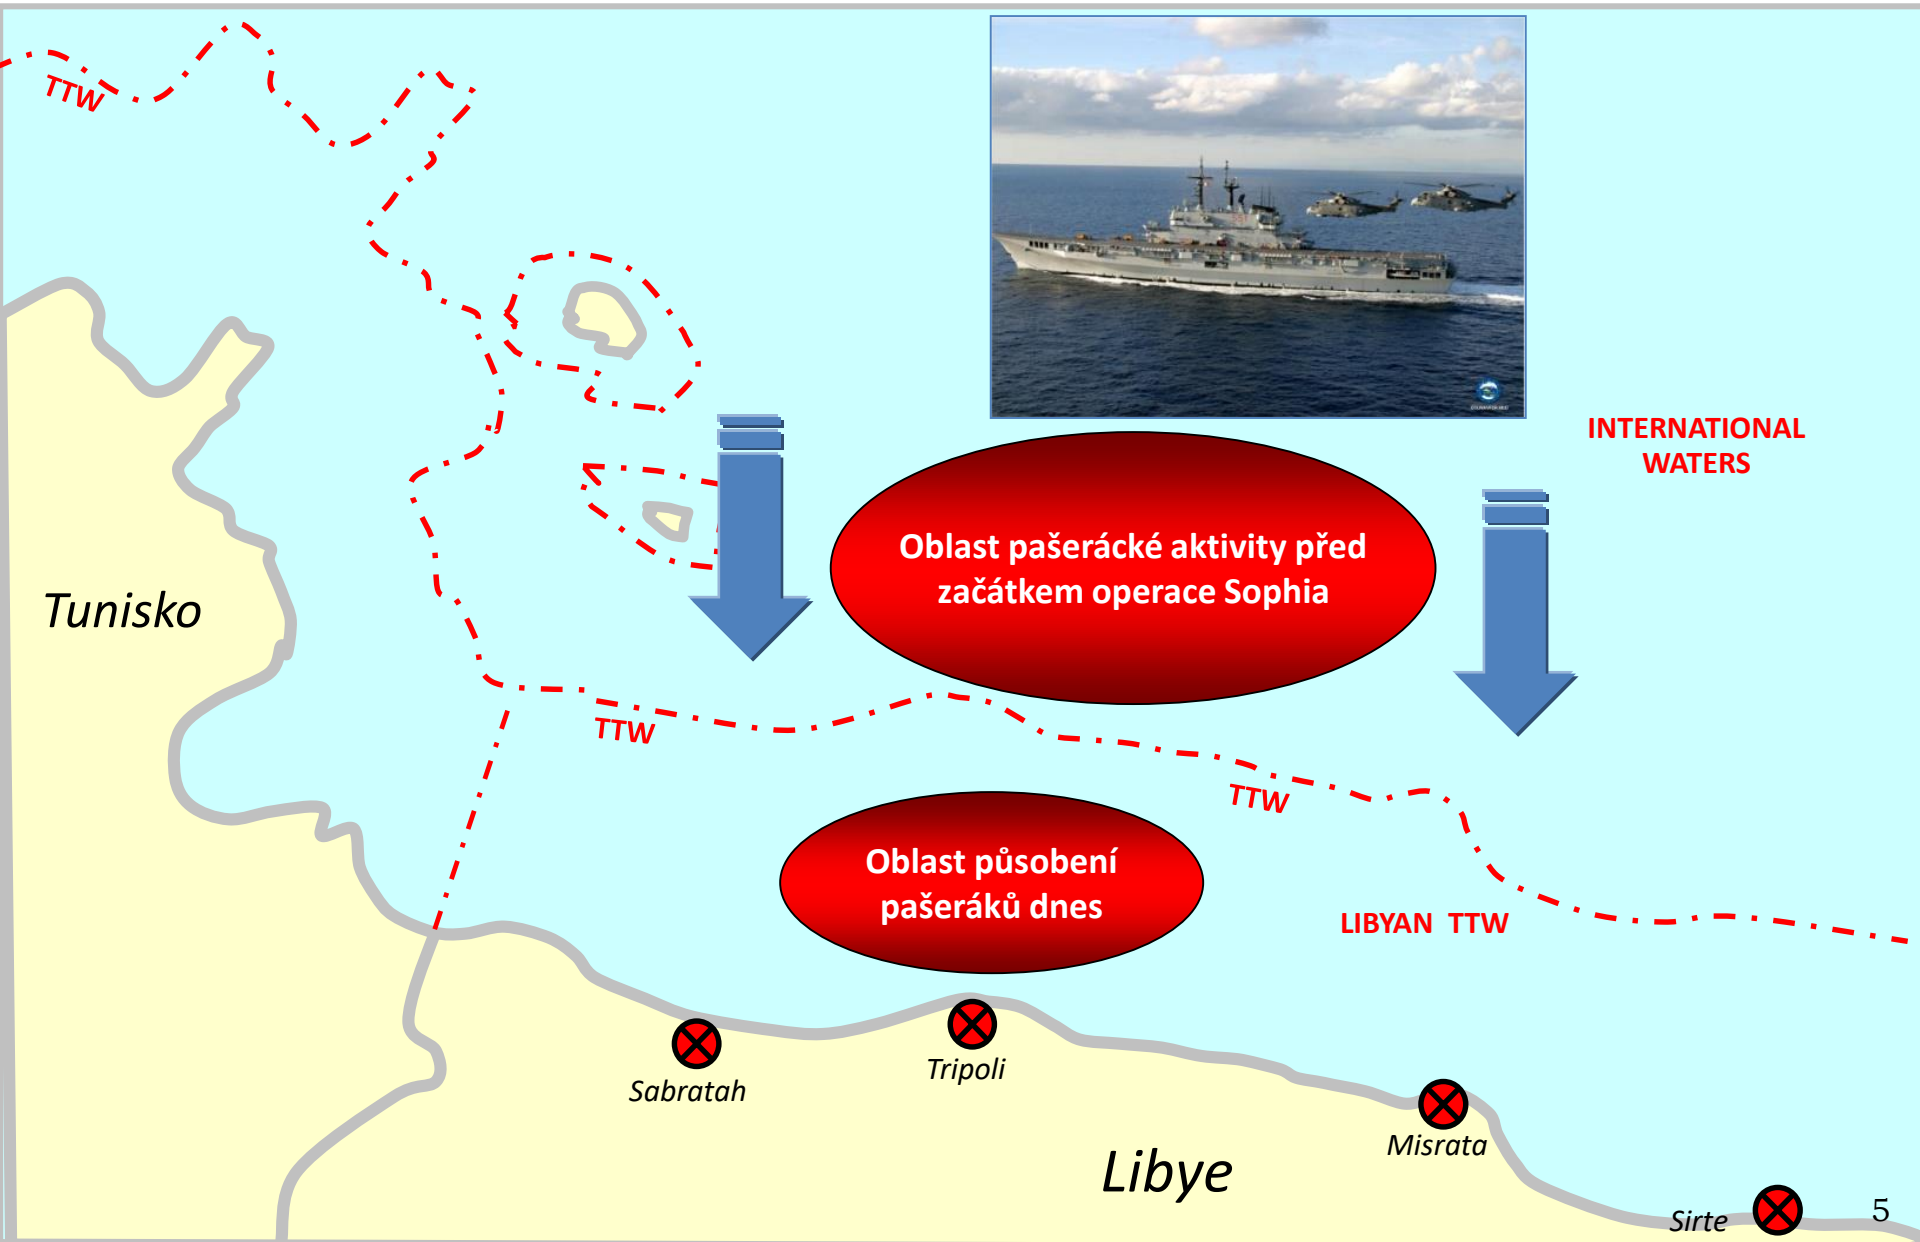 TTW
INTERNATIONAL
WATERS
Oblast pašerácké aktivity před
začátkem operace Sophia
Tunisko
TTW
TTW
Oblast působení
pašeráků dnes
LIBYAN TTW
Sabratah
Tripoli
Misrata
Libye
Sirte
5